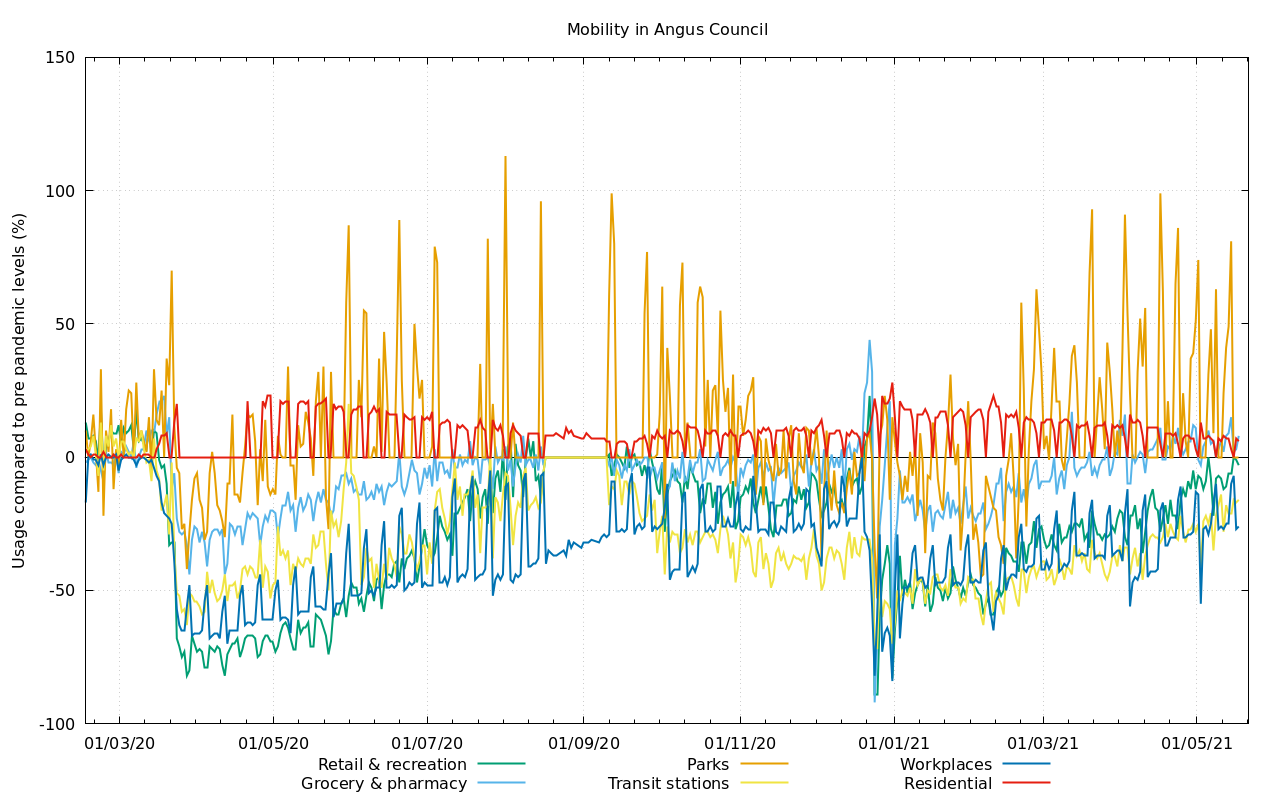 Mobility in Angus Council
Usage compared to pre pandemic levels (%)
150
100
50
0
-50
-100
01/03/20 01/05/20 01/07/20 01/09/20 01/11/20 01/01/21 01/03/21 01/05/21
Retail & recreation Parks Workplaces
Grocery & pharmacy Transit stations Residential